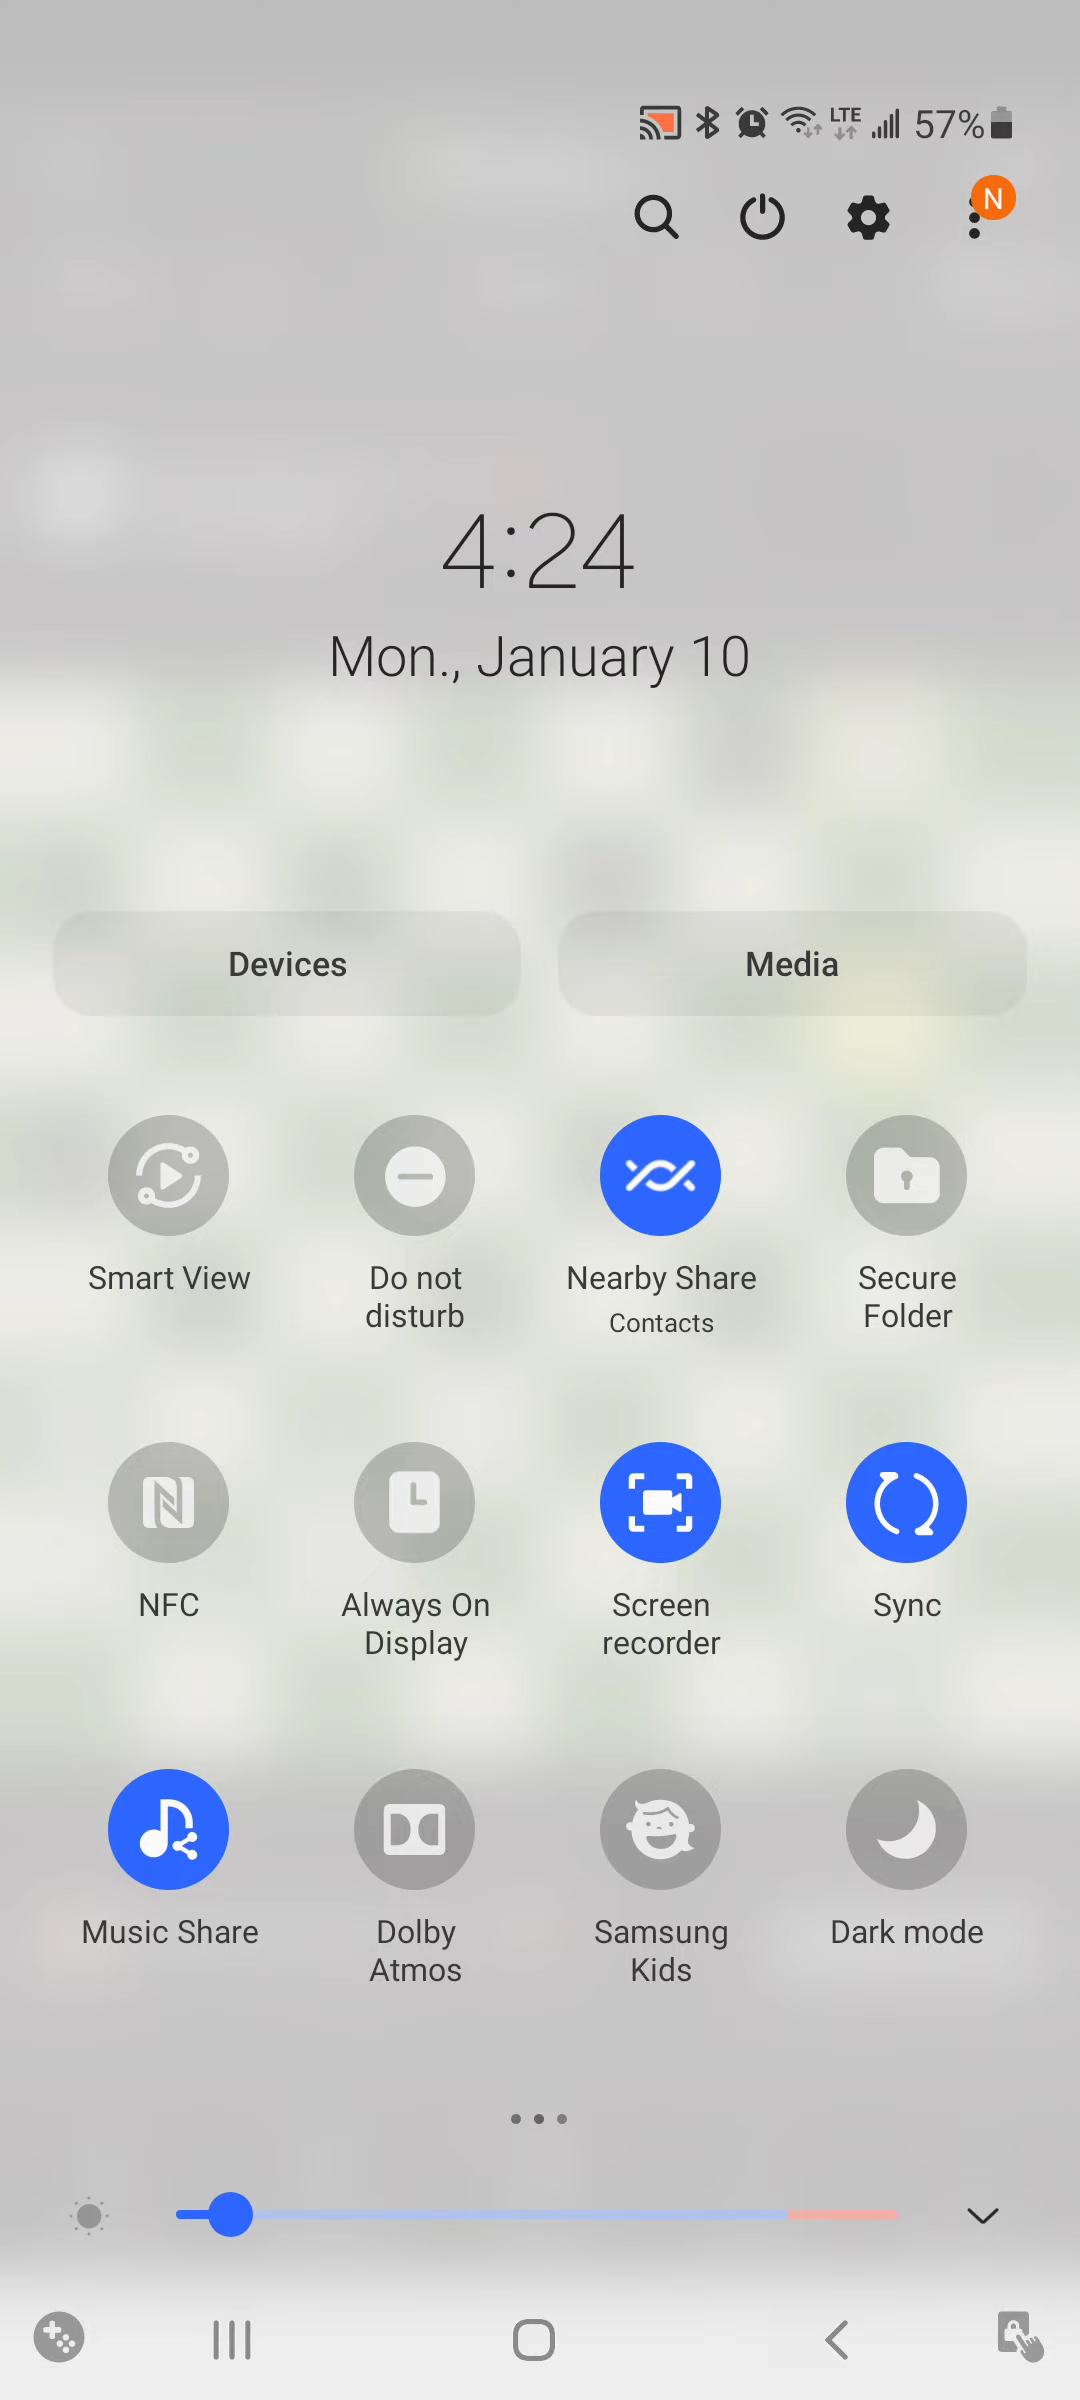 LTE 57%
N
4:24
Mon., January 10
Devices Media
Smart View
Do not
disturb
Nearby Share
Contacts
Secure
Folder
NFC
Always On
Display
Screen
recorder
Sync
Music Share
Dolby
Atmos
Samsung
Kids
Dark mode